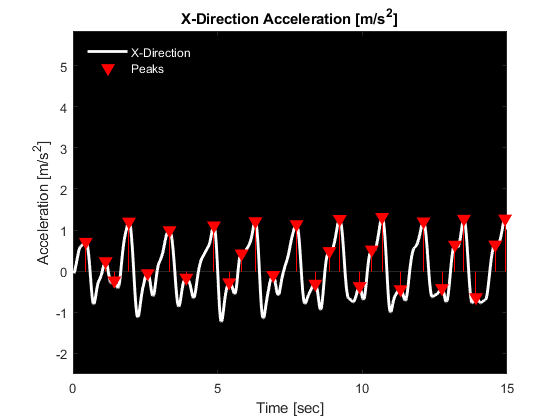 X-Direction Acceleration [m/s²]
X-Direction
Peaks
5
4
3
2
1
0
-1
-2
Acceleration [m/s²]
0 5 10 15
Time [sec]